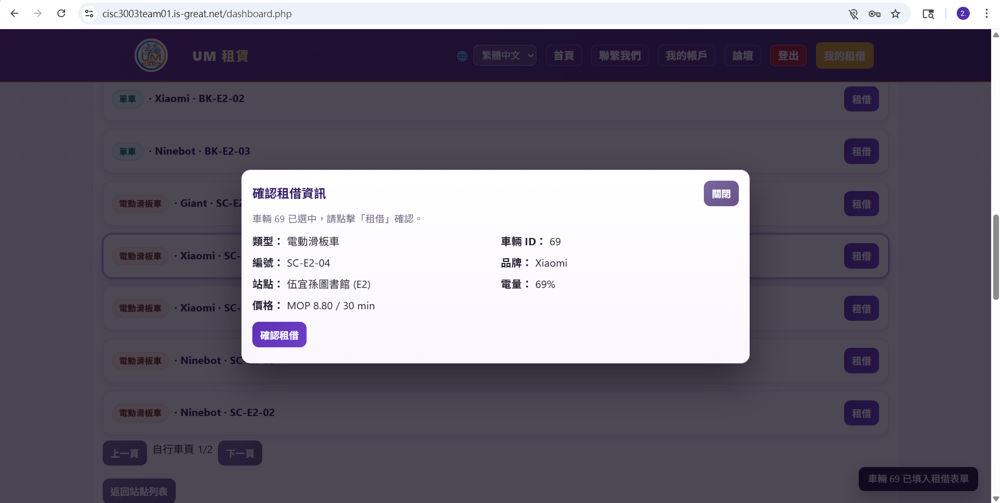 cisc3003team01.is-great.net/dashboard.php
2.
UM
UM 租賃
繁體中文
首頁
聯繫我們
我的帳戶
論壇
登出
我的租借
單車 · Xiaomi · BK-E2-02
租借
單車 · Ninebot · BK-E2-03
租借
電動滑板車 · Giant · SC-E2
租借
電動滑板車 · Xiaomi · SC-
租借
電動滑板車 · Xiaomi · SC-
租借
電動滑板車 · Ninebot · SC
租借
電動滑板車 · Ninebot · SC-E2-02
租借
確認租借資訊
關閉
車輛 69 已選中，請點擊「租借」確認。
類型： 電動滑板車
車輛 ID： 69
編號： SC-E2-04
品牌： Xiaomi
站點： 伍宜孫圖書館 (E2)
電量： 69%
價格： MOP 8.80 / 30 min
確認租借
上一頁
自行車頁 1/2
下一頁
返回站點列表
車輛 69 已填入租借表單